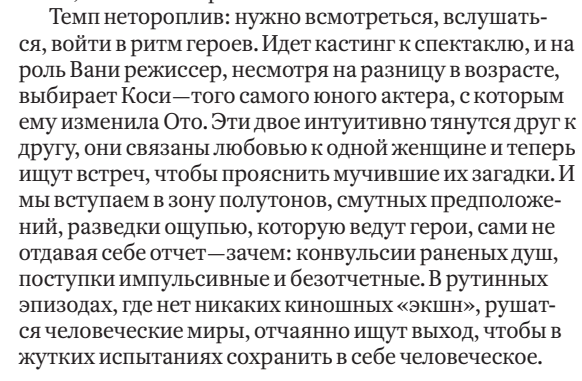 Темп нетороплив: нужно всмотреться, вслушать-
ся, войти в ритм героев. Идет кастинг к спектаклю, и на
роль Вани режиссер, несмотря на разницу в возрасте,
выбирает Коси—того самого юного актера, с которым
ему изменила Ото. Эти двое интуитивно тянутся друг к
другу, они связаны любовью к одной женщине и теперь
ищут встреч, чтобы прояснить мучившие их загадки. И
мы вступаем в зону полутонов, смутных предположе-
ний, разведки ощупью, которую ведут герои, сами не
отдавая себе отчет—зачем: конвульсии раненых душ,
поступки импульсивные и безотчетные. В рутинных
эпизодах, где нет никаких киношных «экшн», рушат-
ся человеческие миры, отчаянно ищут выход, чтобы в
жутких испытаниях сохранить в себе человеческое.